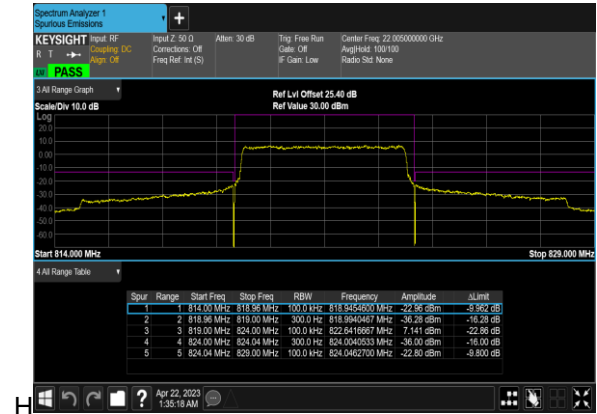 Spectrum Analyzer 1
Spurious Emissions
+
KEYSIGHT Input: RF Input Z: 50 Ω Atten: 30 dB Trig: Free Run Center Freq: 22.005000000 GHz
R T Coupling: DC Corrections: Off Gate: Off Avg|Hold: 100/100
Align: Off Freq Ref: Int (S) IF Gain: Low Radio Std: None
PASS
3 All Range Graph
Ref Lvl Offset 25.40 dB
Scale/Div 10.0 dB Ref Value 30.00 dBm
Log
20.0
10.0
0.00
-10.0
-20.0
-30.0
-40.0
-50.0
-60.0
Start 814.000 MHz Stop 829.000 MHz
4 All Range Table
Spur Range Start Freq Stop Freq RBW Frequency Amplitude ΔLimit
1 1 814.00 MHz 818.96 MHz 100.0 kHz 818.9454600 MHz -22.96 dBm -9.962 dB
2 2 818.96 MHz 819.00 MHz 300.0 Hz 818.9940467 MHz -36.28 dBm -16.28 dB
3 3 819.00 MHz 824.00 MHz 100.0 kHz 822.6416667 MHz 7.141 dBm -22.86 dB
4 4 824.00 MHz 824.04 MHz 300.0 Hz 824.0040533 MHz -36.00 dBm -16.00 dB
5 5 824.04 MHz 829.00 MHz 100.0 kHz 824.0462700 MHz -22.80 dBm -9.800 dB
H
? Apr 22, 2023
1:35:18 AM